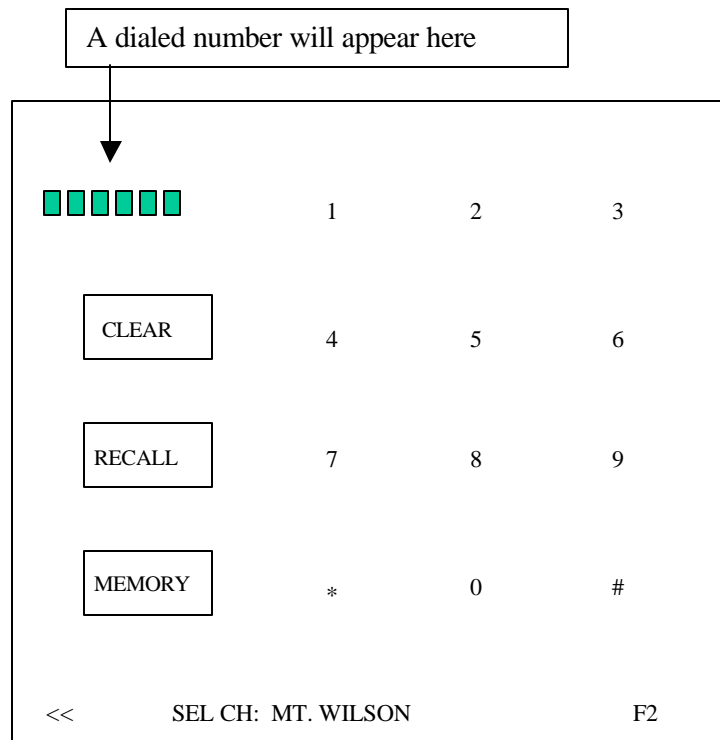 A dialed number will appear here
1 2 3
CLEAR 4 5 6
RECALL 7 8 9
MEMORY * 0 #
<< SEL CH: MT. WILSON F2